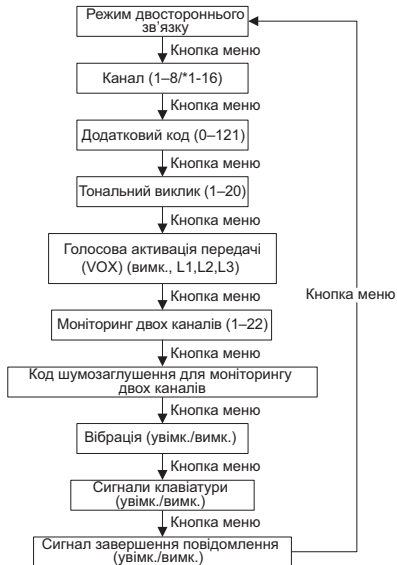 Режим двостороннього
зв'язку
Кнопка меню
Канал (1–8/*1-16)
Кнопка меню
Додатковий код (0–121)
Кнопка меню
Тональний виклик (1–20)
Кнопка меню
Голосова активація передачі
(VOX) (вимк., L1,L2,L3)
Кнопка меню
Кнопка меню
Моніторинг двох каналів (1–22)
Кнопка меню
Код шумозаглушення для моніторингу
двох каналів
Кнопка меню
Вібрація (увімк./вимк.)
Кнопка меню
Сигнали клавіатури
(увімк./вимк.)
Кнопка меню
Сигнал завершення повідомлення
(увімк./вимк.)